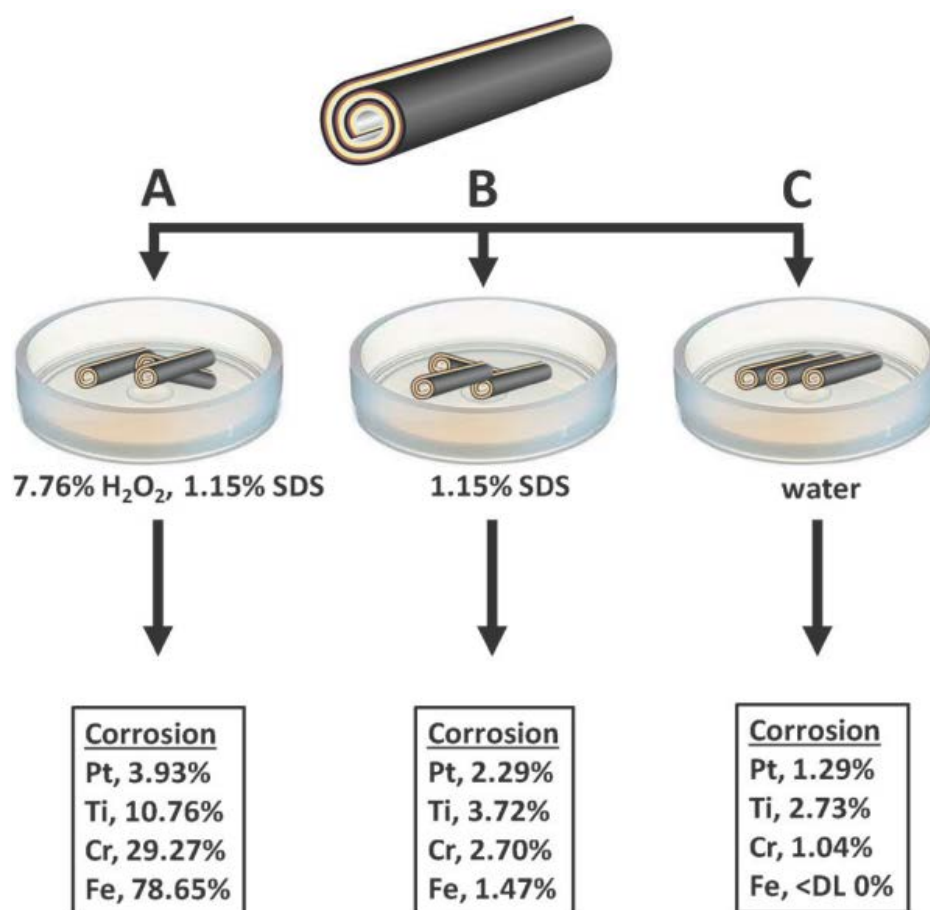 A
B
C
7.76% H₂O₂, 1.15% SDS
1.15% SDS
water
Corrosion
Pt, 3.93%
Ti, 10.76%
Cr, 29.27%
Fe, 78.65%
Corrosion
Pt, 2.29%
Ti, 3.72%
Cr, 2.70%
Fe, 1.47%
Corrosion
Pt, 1.29%
Ti, 2.73%
Cr, 1.04%
Fe, <DL 0%